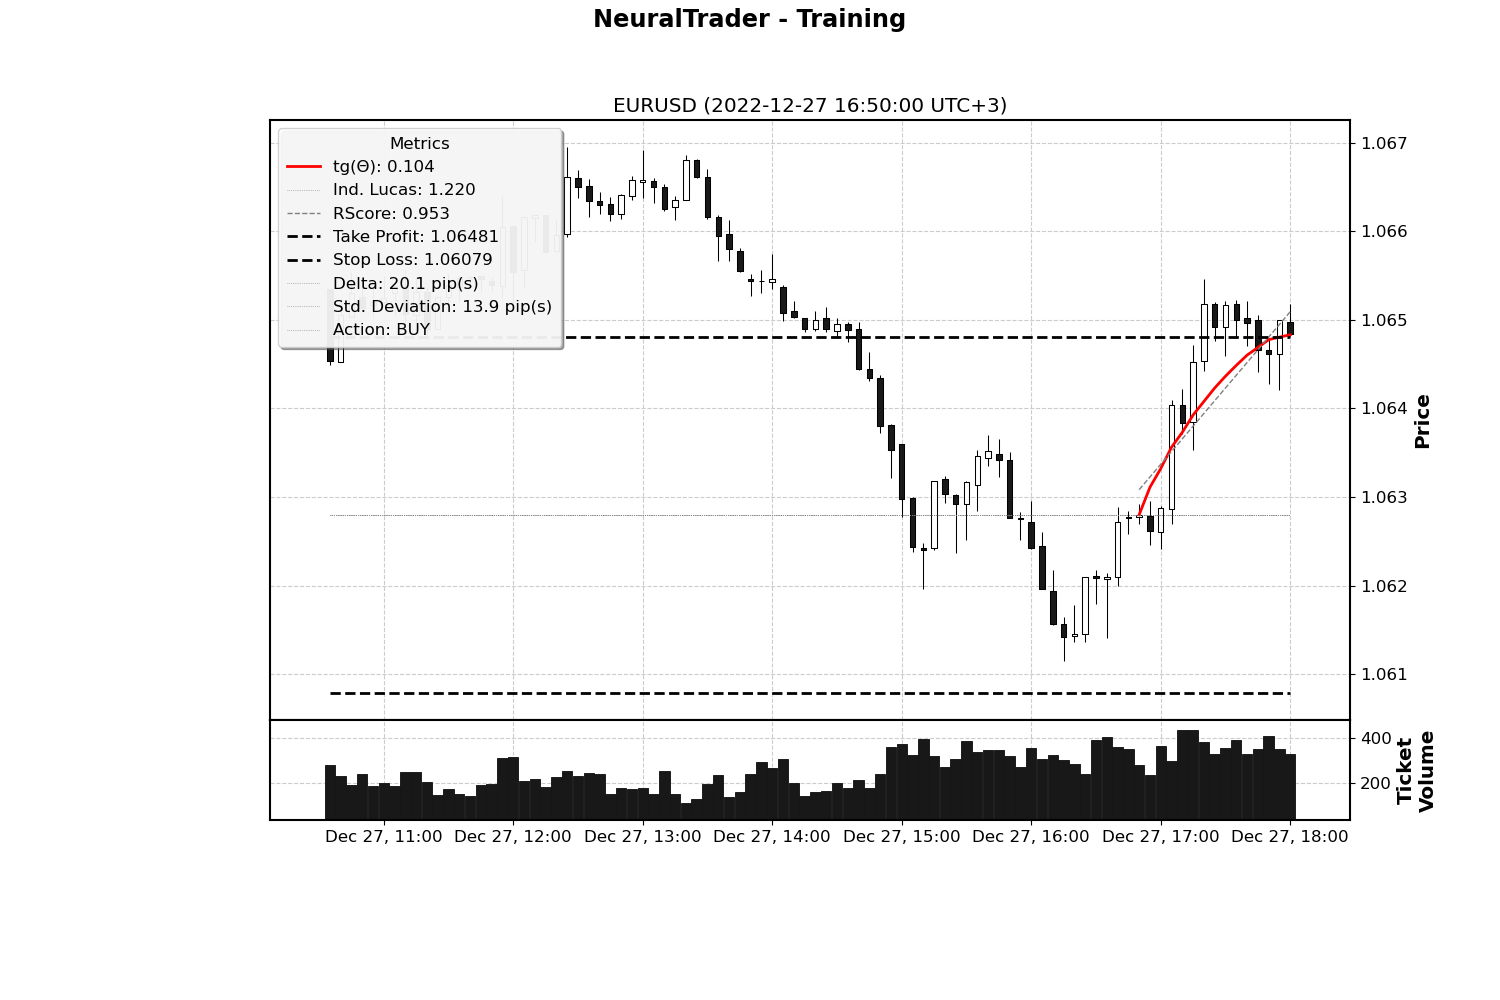 NeuralTrader - Training
EURUSD (2022-12-27 16:50:00 UTC+3)
Metrics
tg(Θ): 0.104
Ind. Lucas: 1.220
RScore: 0.953
Take Profit: 1.06481
Stop Loss: 1.06079
Delta: 20.1 pip(s)
Std. Deviation: 13.9 pip(s)
Action: BUY
1.067
1.066
1.065
1.064
1.063
1.062
1.061
Price
400
200
Ticket
Volume
Dec 27, 11:00
Dec 27, 12:00
Dec 27, 13:00
Dec 27, 14:00
Dec 27, 15:00
Dec 27, 16:00
Dec 27, 17:00
Dec 27, 18:00